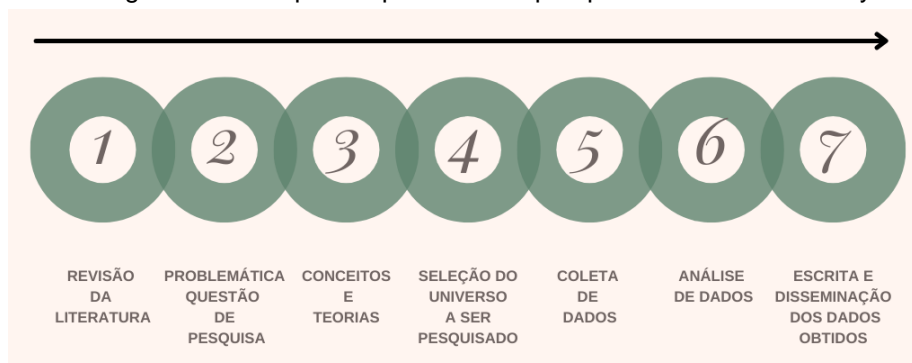 1 2 3 4 5 6 7
REVISÃO
DA
LITERATURA
PROBLEMÁTICA
QUESTÃO
DE
PESQUISA
CONCEITOS
E
TEORIAS
SELEÇÃO DO
UNIVERSO
A SER
PESQUISADO
COLETA
DE
DADOS
ANÁLISE
DE DADOS
ESCRITA E
DISSEMINAÇÃO
DOS DADOS
OBTIDOS